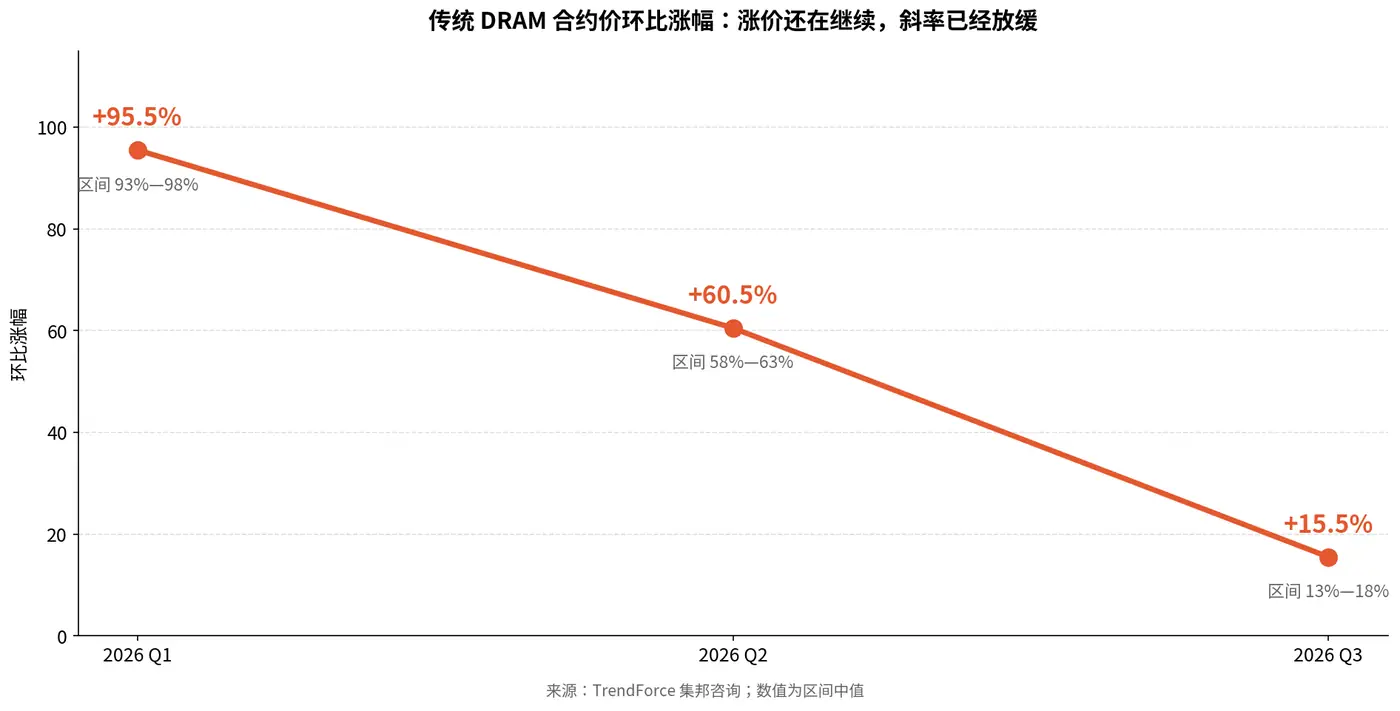 传统 DRAM 合约价环比涨幅：涨价还在继续，斜率已经放缓
+95.5%
区间 93%—98%
+60.5%
区间 58%—63%
+15.5%
区间 13%—18%
环比涨幅
100
80
60
40
20
0
2026 Q1
2026 Q2
2026 Q3
来源：TrendForce 集邦咨询；数值为区间中值